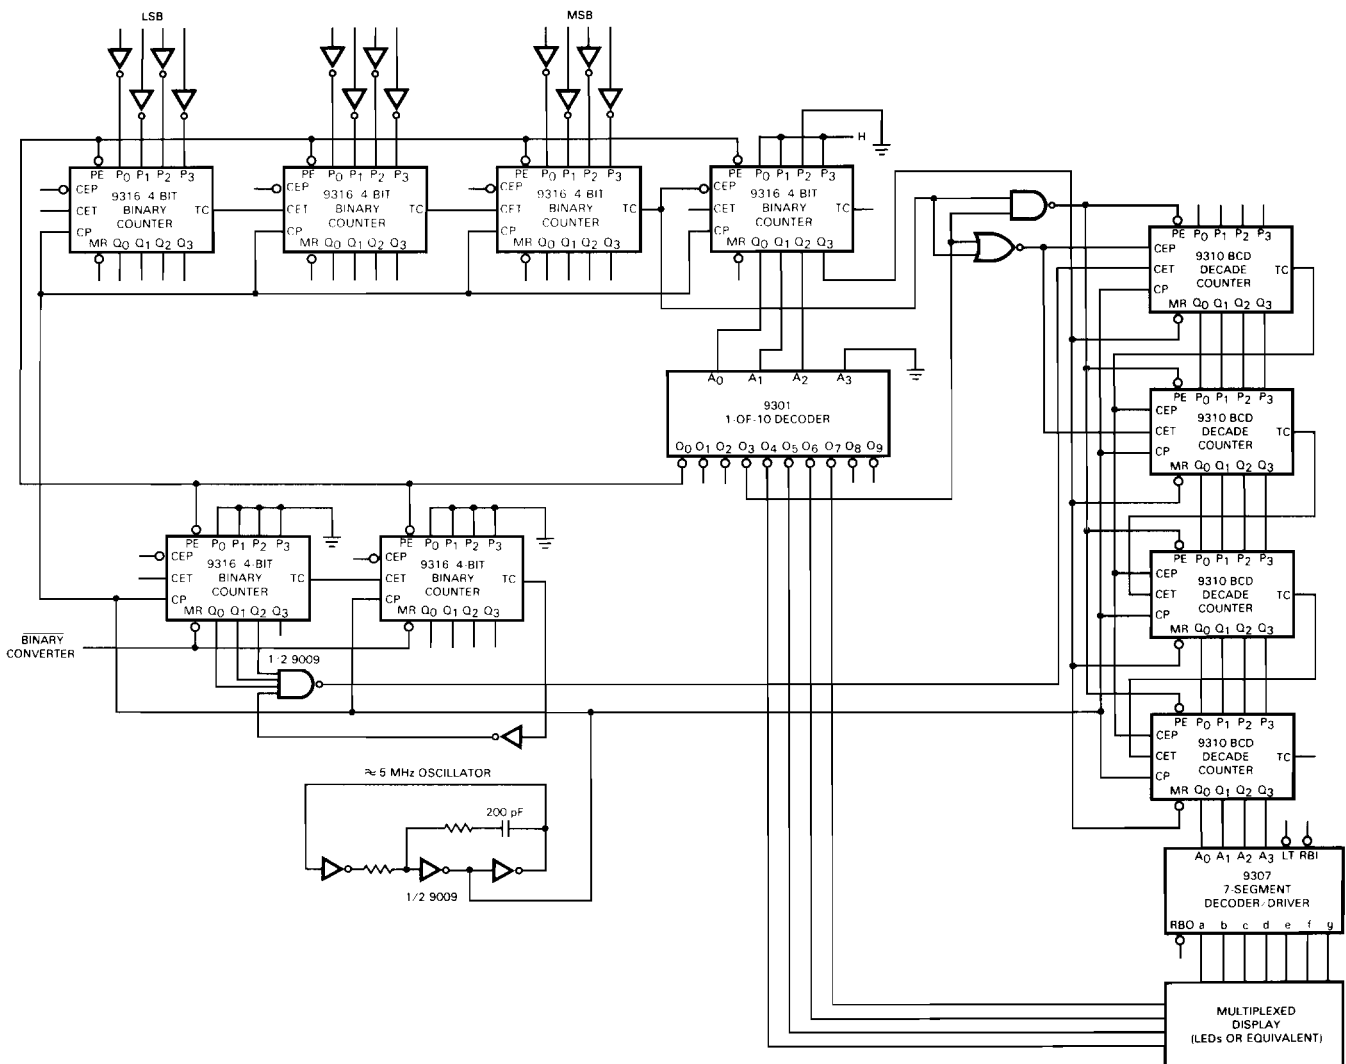 LSB
MSB
PE P0 P1 P2 P3
CEP
9316 4 BIT
CET
BINARY
TC
COUNTER
CP
MR Q0 Q1 Q2 Q3
PE P0 P1 P2 P3
CEP
9316 4 BIT
CET
BINARY
TC
COUNTER
CP
MR Q0 Q1 Q2 Q3
PE P0 P1 P2 P3
CEP
9316 4 BIT
CET
BINARY
TC
COUNTER
CP
MR Q0 Q1 Q2 Q3
H
PE P0 P1 P2 P3
CEP
9316 4 BIT
CET
BINARY
TC
COUNTER
CP
MR Q0 Q1 Q2 Q3
PE P0 P1 P2 P3
CEP
9310 BCD
CET
DECADE
TC
COUNTER
CP
MR Q0 Q1 Q2 Q3
A0 A1 A2 A3
9301
1-OF-10 DECODER
O0 O1 O2 O3 O4 O5 O6 O7 O8 O9
PE P0 P1 P2 P3
CEP
9310 BCD
CET
DECADE
TC
COUNTER
CP
MR Q0 Q1 Q2 Q3
PE P0 P1 P2 P3
CEP
9316 4-BIT
CET
BINARY
TC
COUNTER
CP
MR Q0 Q1 Q2 Q3
PE P0 P1 P2 P3
CEP
9316 4-BIT
CET
BINARY
TC
COUNTER
CP
MR Q0 Q1 Q2 Q3
PE P0 P1 P2 P3
CEP
9310 BCD
CET
DECADE
TC
COUNTER
CP
MR Q0 Q1 Q2 Q3
BINARY
CONVERTER
1-2 9009
PE P0 P1 P2 P3
CEP
9310 BCD
CET
DECADE
TC
COUNTER
CP
MR Q0 Q1 Q2 Q3
≈ 5 MHz OSCILLATOR
200 pF
1/2 9009
A0 A1 A2 A3 LT RBI
9307
7-SEGMENT
DECODER/DRIVER
RBO a b c d e f g
MULTIPLEXED
DISPLAY
(LEDs OR EQUIVALENT)